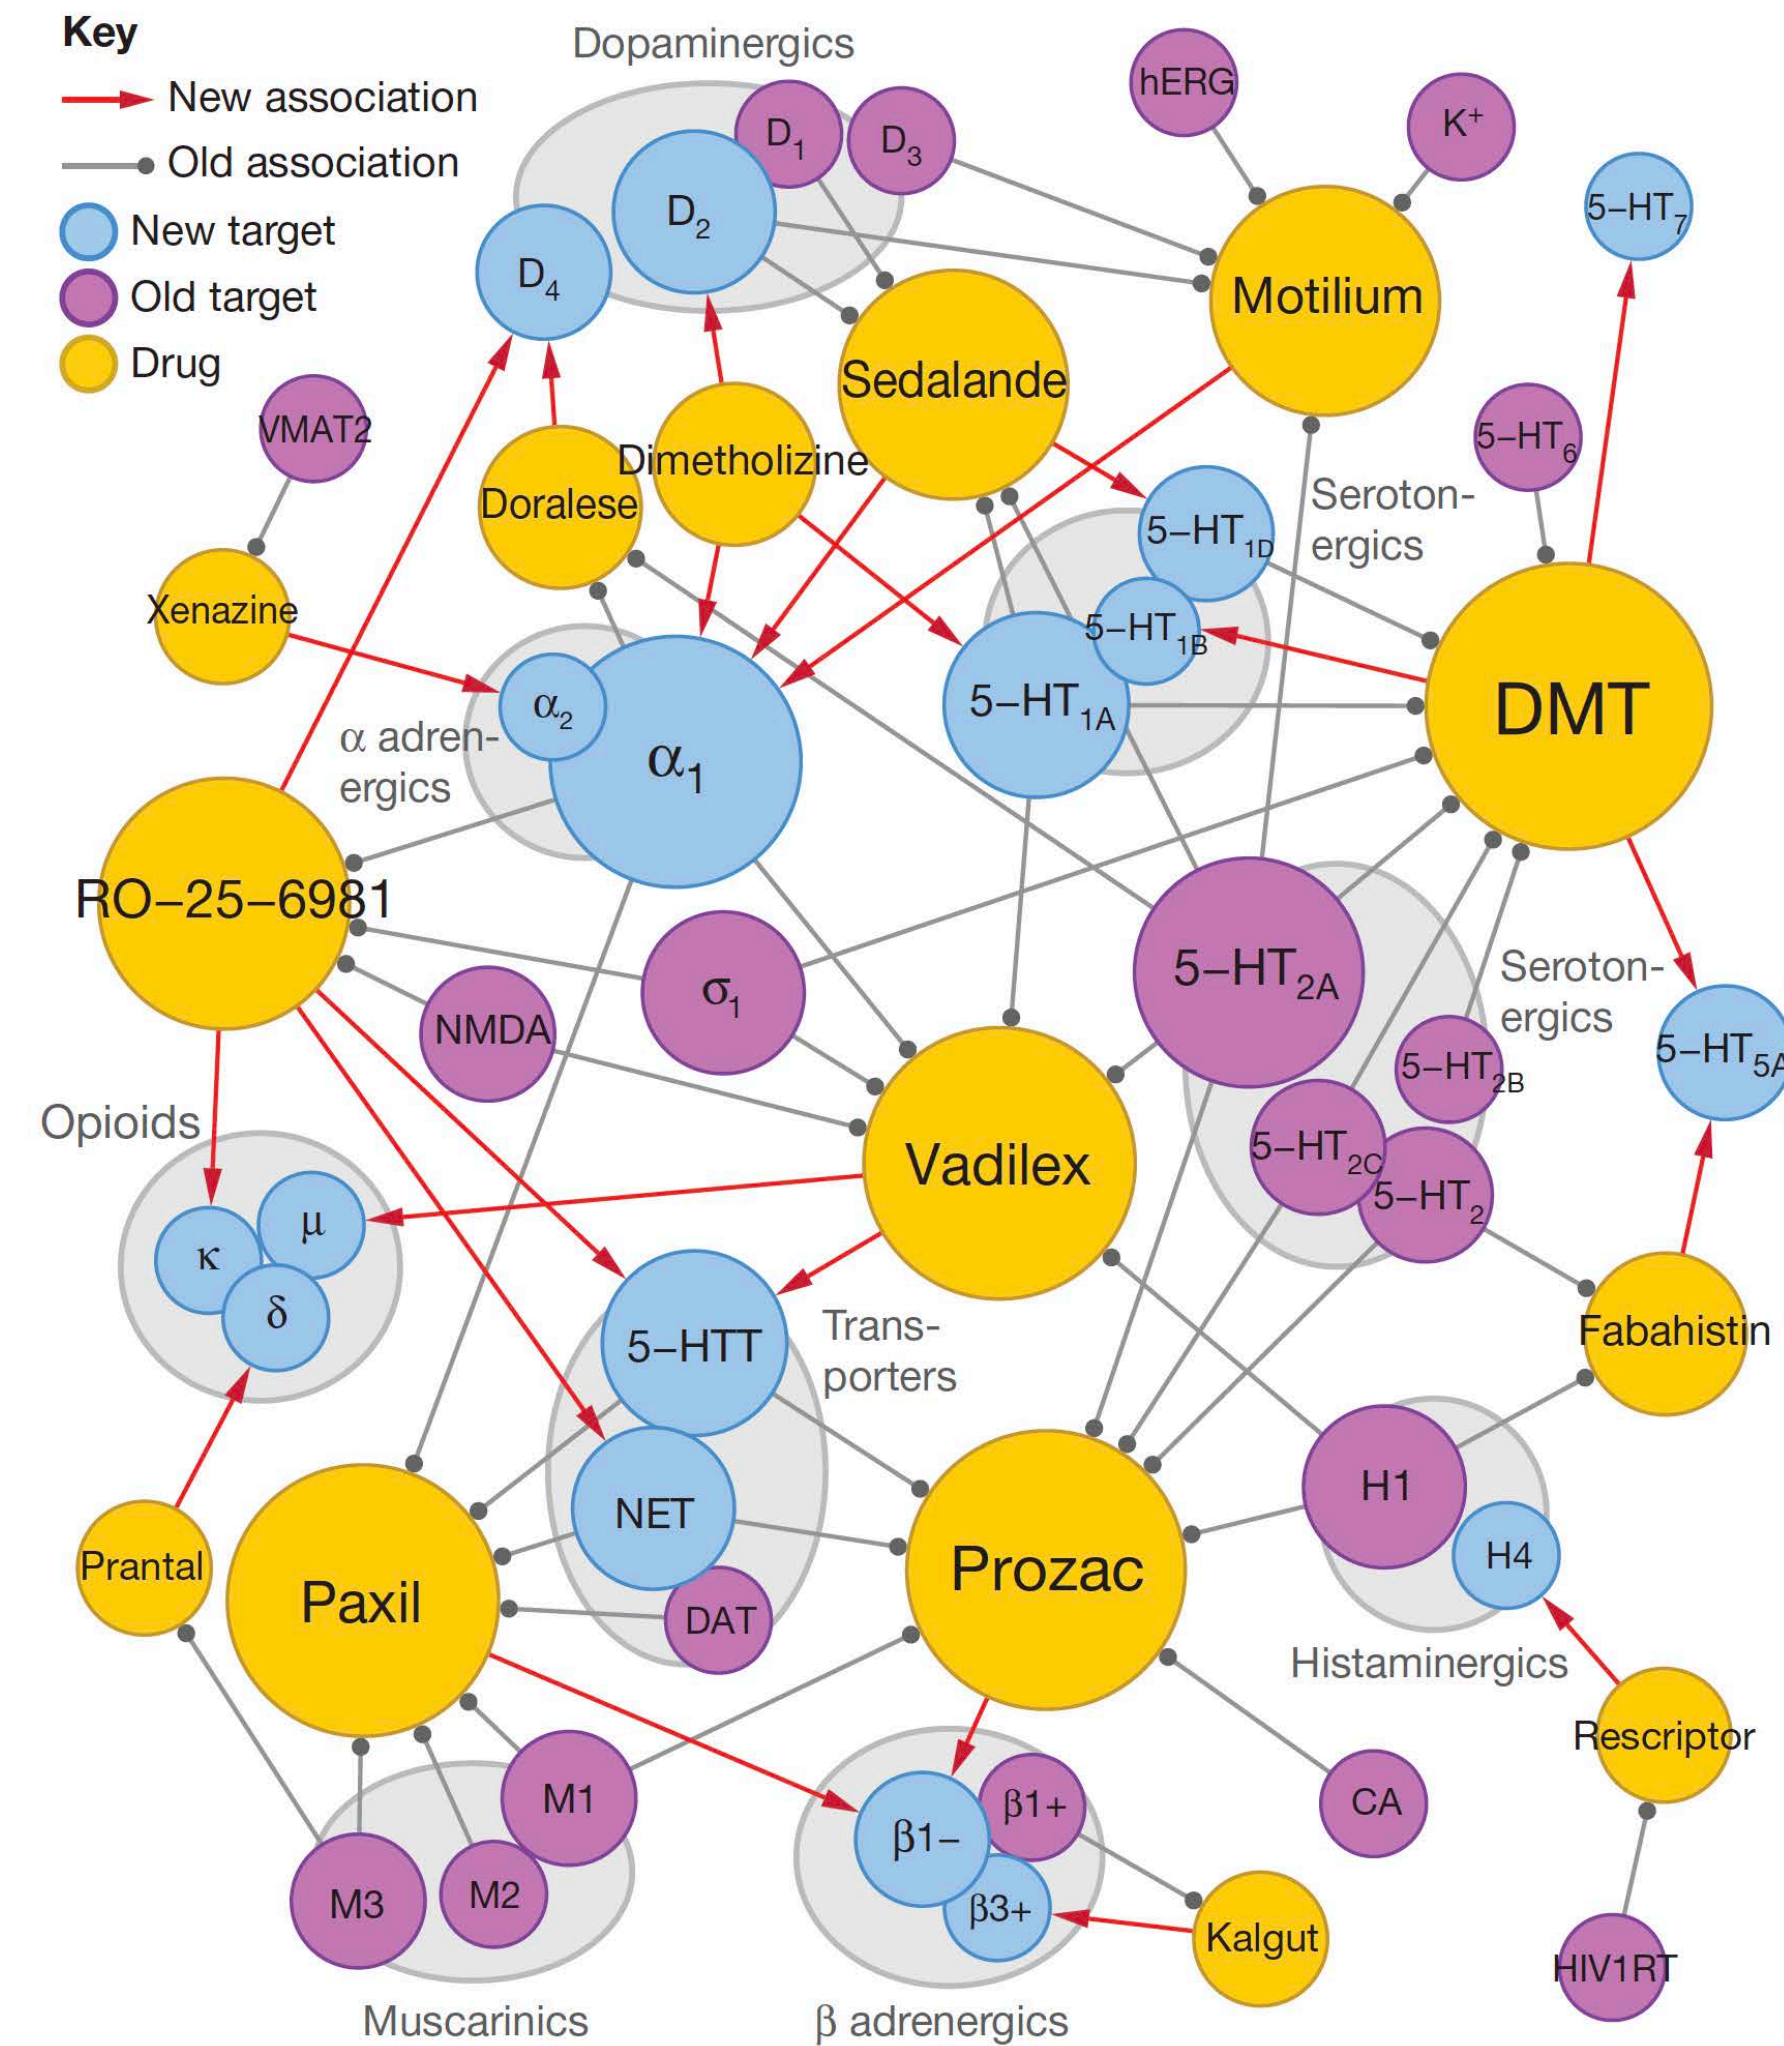 Key
New association
Old association
New target
Old target
Drug
Dopaminergics
D1
D3
D2
D4
hERG
K+
5–HT7
Motilium
Sedalande
VMAT2
Dimetholizine
Doralese
5–HT6
Seroton-
ergics
5–HT1D
5–HT1B
5–HT1A
Xenazine
α2
α1
α adren-
ergics
DMT
RO–25–6981
σ1
NMDA
5–HT2A
Seroton-
ergics
5–HT2B
5–HT5A
5–HT2C
5–HT2
Opioids
κ
μ
δ
Vadilex
5–HTT
Trans-
porters
Fabahistin
NET
H1
H4
Prantal
Paxil
DAT
Prozac
Histaminergics
Rescriptor
M1
M3
M2
β1–
β1+
β3+
CA
Kalgut
HIV1RT
Muscarinics
β adrenergics